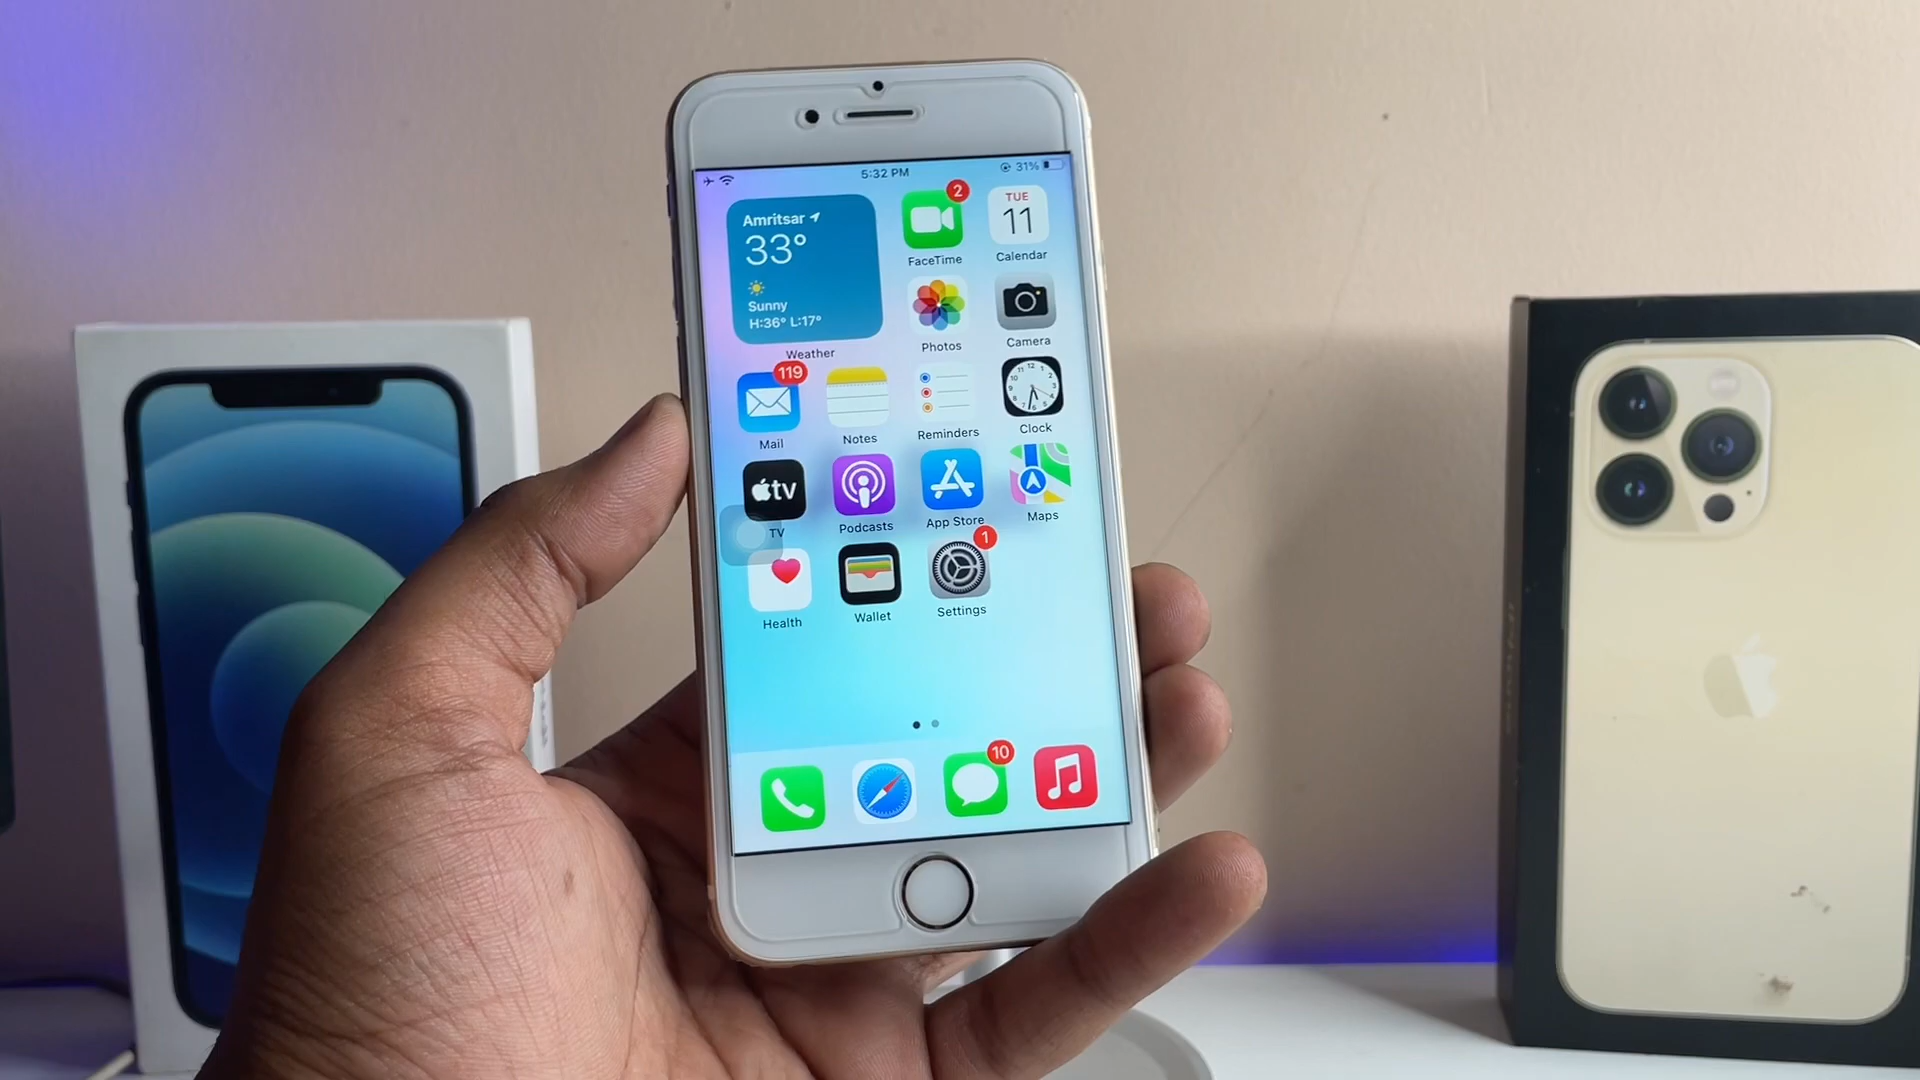 5:32 PM
31%
Amritsar
33°
Sunny
H:36° L:17°
Weather
2
FaceTime
TUE
11
Calendar
Photos
Camera
119
Mail
Notes
Reminders
Clock
tv
TV
Podcasts
App Store
Maps
Health
Wallet
1
Settings
10